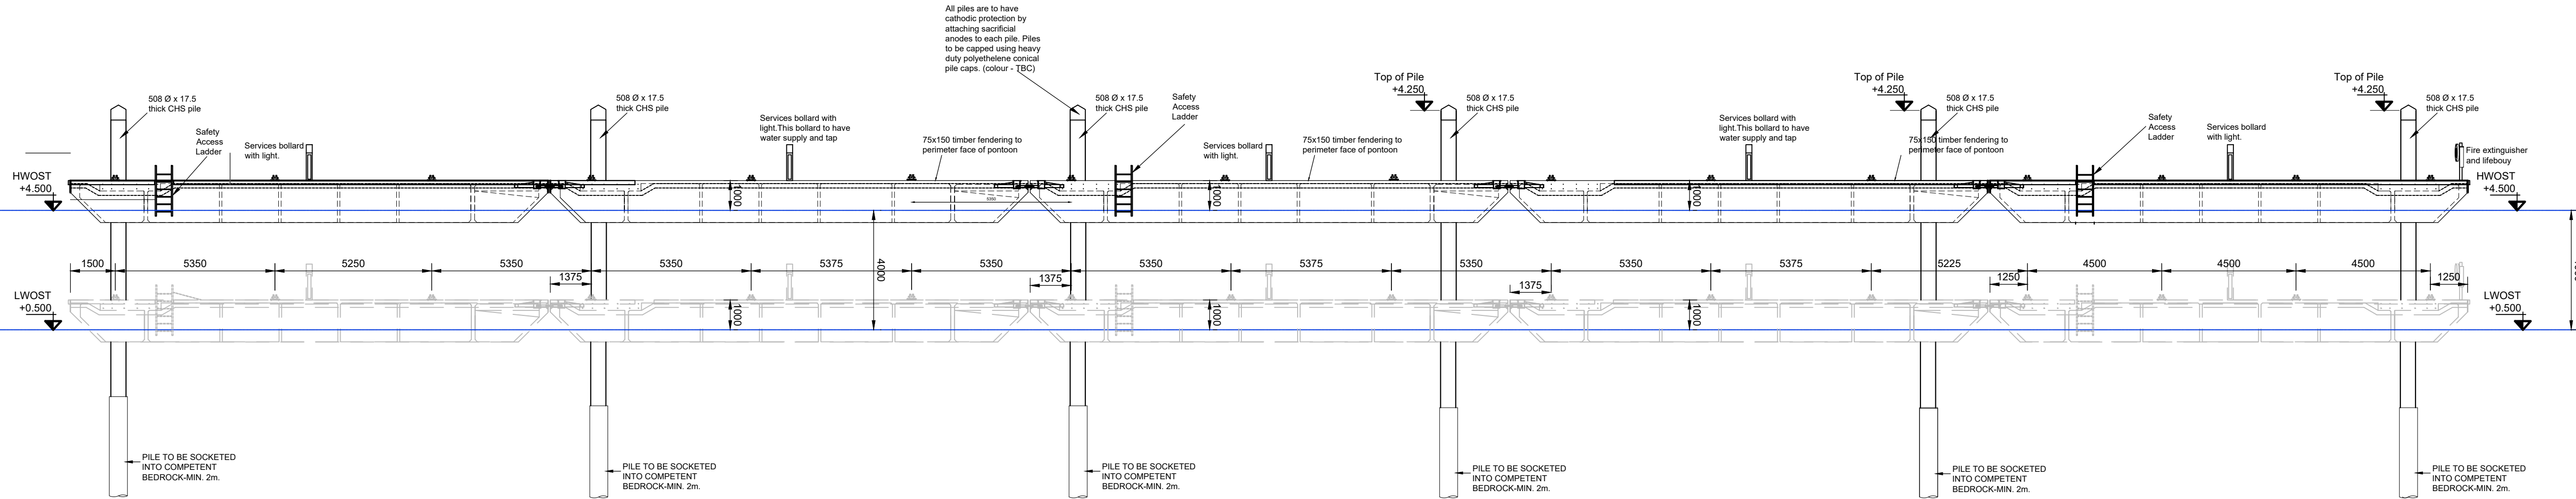 All piles are to have
cathodic protection by
attaching sacrificial
anodes to each pile. Piles
to be capped using heavy
duty polyethelene conical
pile caps. (colour - TBC)
Top of Pile
+4.250
Top of Pile
+4.250
Top of Pile
+4.250
508 Ø x 17.5
thick CHS pile
508 Ø x 17.5
thick CHS pile
508 Ø x 17.5
thick CHS pile
508 Ø x 17.5
thick CHS pile
508 Ø x 17.5
thick CHS pile
508 Ø x 17.5
thick CHS pile
Safety
Access
Ladder
Services bollard
with light.
Services bollard with
light.This bollard to have
water supply and tap
75x150 timber fendering to
perimeter face of pontoon
Safety
Access
Ladder
Services bollard
with light.
75x150 timber fendering to
perimeter face of pontoon
Services bollard with
light.This bollard to have
water supply and tap
75x150 timber fendering to
perimeter face of pontoon
Safety
Access
Ladder
Services bollard
with light.
Fire extinguisher
and lifebouy
HWOST
+4.500
HWOST
+4.500
1000
5350
1000
1000
1500
5350
5250
5350
5350
5375
5350
5350
5375
5350
5350
5375
5225
4500
4500
4500
1250
1375
4000
1375
1375
1250
LWOST
+0.500
LWOST
+0.500
1000
1000
1000
PILE TO BE SOCKETED
INTO COMPETENT
BEDROCK-MIN. 2m.
PILE TO BE SOCKETED
INTO COMPETENT
BEDROCK-MIN. 2m.
PILE TO BE SOCKETED
INTO COMPETENT
BEDROCK-MIN. 2m.
PILE TO BE SOCKETED
INTO COMPETENT
BEDROCK-MIN. 2m.
PILE TO BE SOCKETED
INTO COMPETENT
BEDROCK-MIN. 2m.
PILE TO BE SOCKETED
INTO COMPETENT
BEDROCK-MIN. 2m.